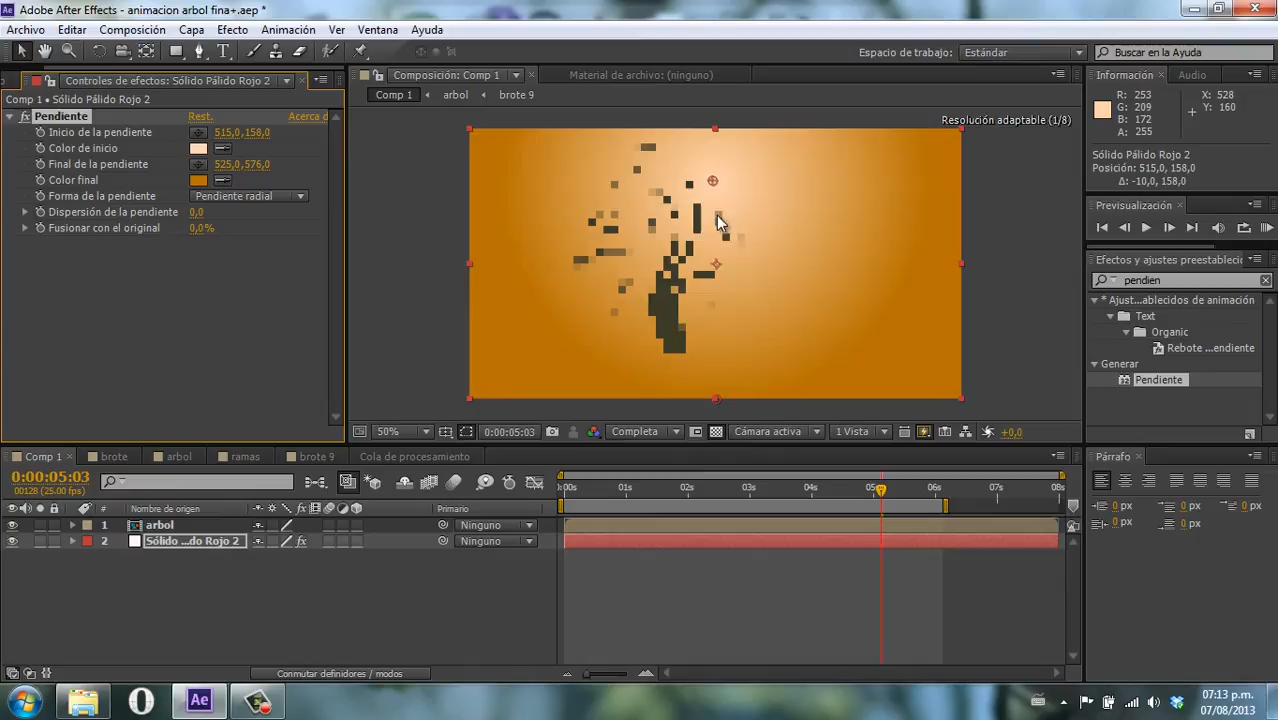 Adobe After Effects - animacion arbol fina+.aep *
Archivo Editar Composición Capa Efecto Animación Ver Ventana Ayuda
Espacio de trabajo: Estándar Buscar en la Ayuda
Controles de efectos: Sólido Pálido Rojo 2
Comp 1 • Sólido Pálido Rojo 2
Pendiente Rest. Acerca d
Inicio de la pendiente 515,0,158,0
Color de inicio
Final de la pendiente 525,0,576,0
Color final
Forma de la pendiente Pendiente radial
Dispersión de la pendiente 0,0
Fusionar con el original 0,0%
Composición: Comp 1 Material de archivo: (ninguno)
Comp 1 arbol brote 9
Resolución adaptable (1/8)
50% 0:00:05:03 Completa Cámara activa 1 Vista +0,0
Información Audio
R: 253 X: 528
G: 209 Y: 160
B: 172
A: 255
Sólido Pálido Rojo 2
Posición: 515,0, 158,0
Δ: -10,0, 158,0
Previsualización
Efectos y ajustes preestablecic
pendien
* Ajust...ablecidos de animación
Text
Organic
Rebote ...endiente
Generar
Pendiente
Comp 1 brote arbol ramas brote 9 Cola de procesamiento
0:00:05:03
00128 (25.00 fps)
Nombre de origen Primario
1 arbol Ninguno
2 Sólido ...do Rojo 2 Ninguno
:00s 01s 02s 03s 04s 05s 06s 07s 08s
Conmutar definidores / modos
Párrafo
0 px 0 px 0 px
0 px 0 px
Ae
07:13 p.m.
07/08/2013